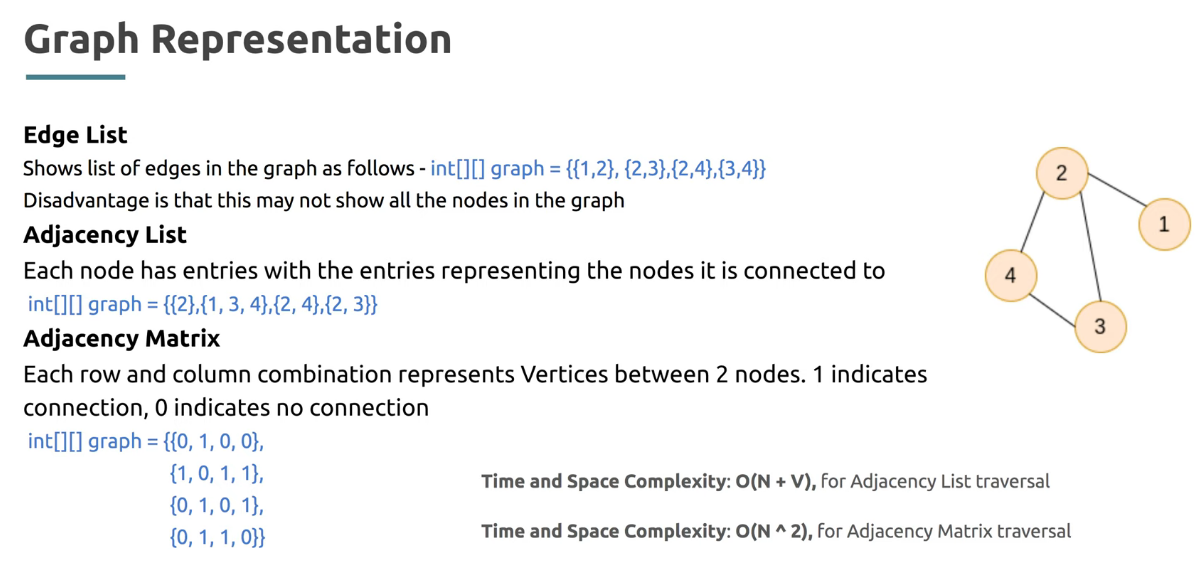 Graph Representation
Edge List
Shows list of edges in the graph as follows - int[][] graph = {{1,2}, {2,3},{2,4},{3,4}}
Disadvantage is that this may not show all the nodes in the graph
Adjacency List
Each node has entries with the entries representing the nodes it is connected to
int[][] graph = {{2},{1, 3, 4},{2, 4},{2, 3}}
Adjacency Matrix
Each row and column combination represents Vertices between 2 nodes. 1 indicates
connection, 0 indicates no connection
int[][] graph = {{0, 1, 0, 0},
{1, 0, 1, 1},
{0, 1, 0, 1},
{0, 1, 1, 0}}
Time and Space Complexity: O(N + V), for Adjacency List traversal
Time and Space Complexity: O(N ^ 2), for Adjacency Matrix traversal
2
1
4
3